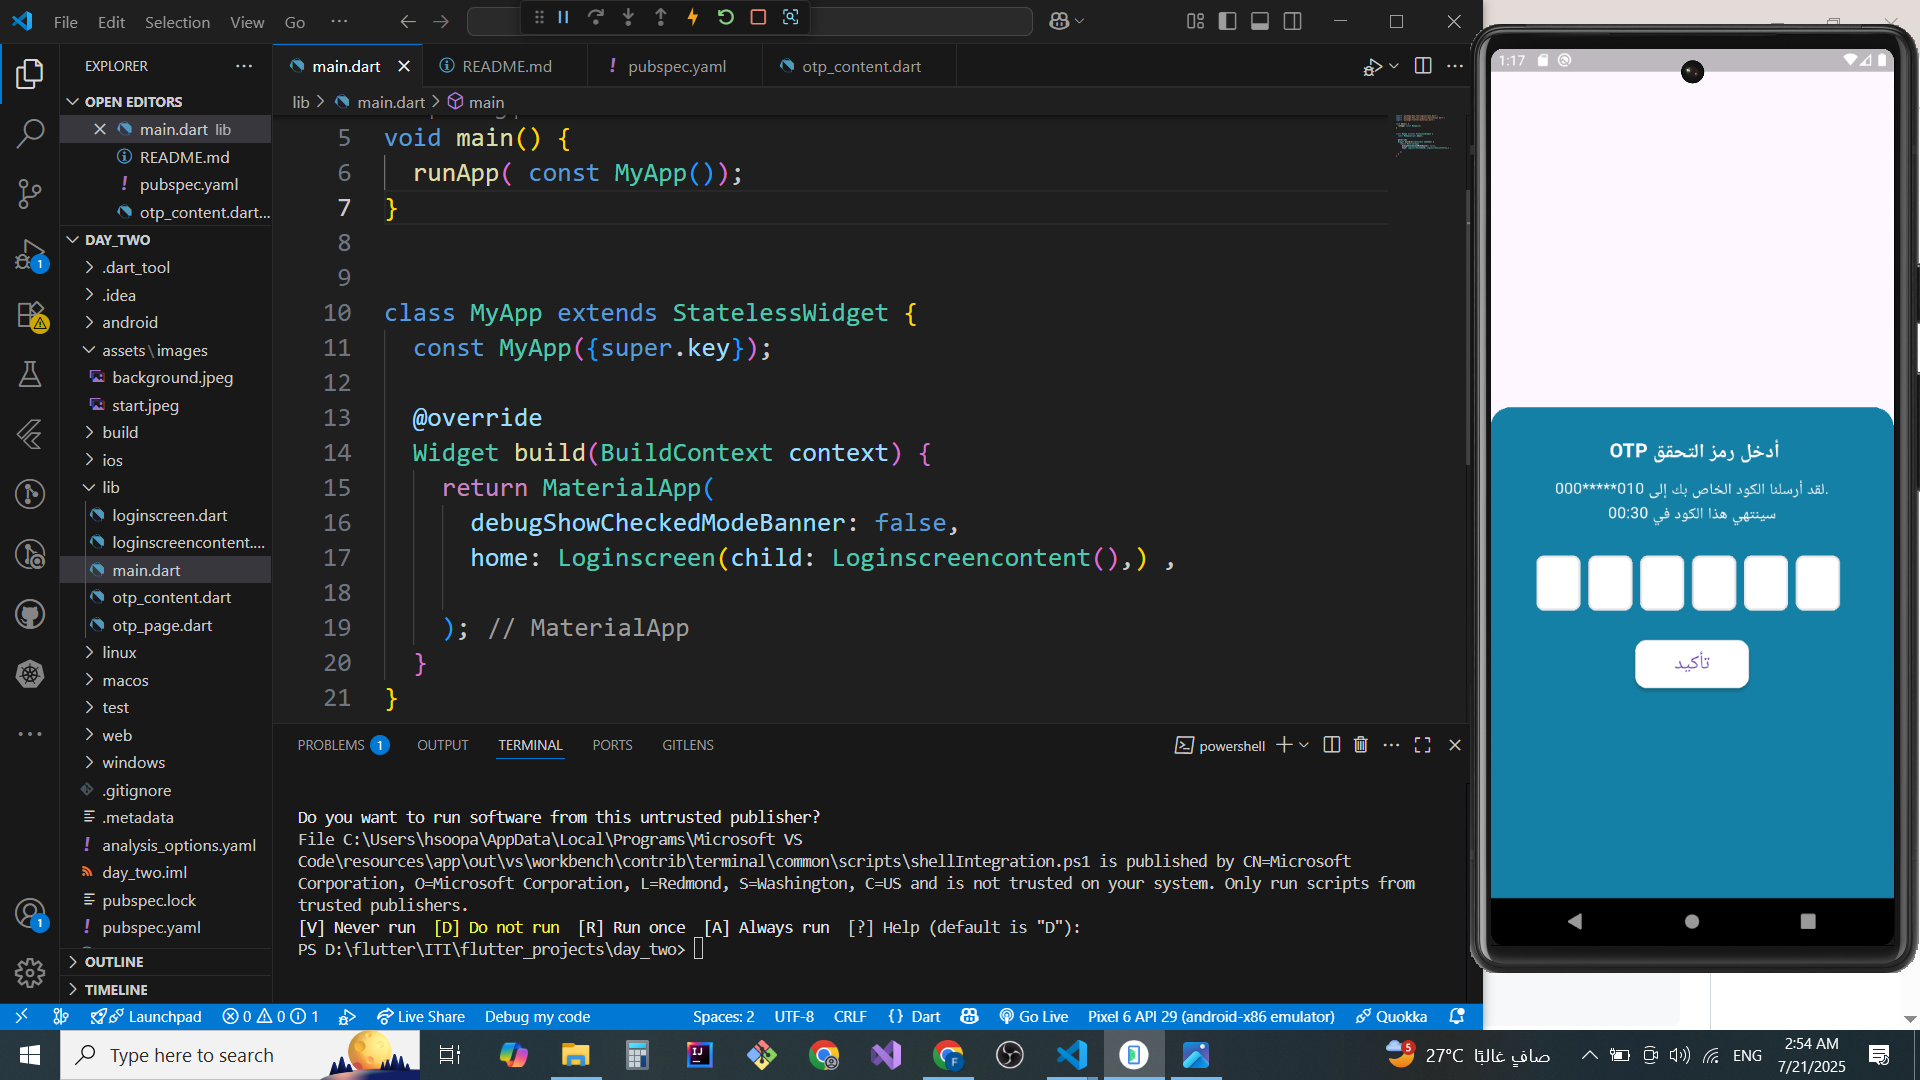 File Edit Selection View Go
EXPLORER
OPEN EDITORS
main.dart lib
README.md
pubspec.yaml
otp_content.dart...
DAY_TWO
.dart_tool
.idea
android
assets\images
background.jpeg
start.jpeg
build
ios
lib
loginscreen.dart
loginscreencontent....
main.dart
otp_content.dart
otp_page.dart
linux
macos
test
web
windows
.gitignore
.metadata
analysis_options.yaml
day_two.iml
pubspec.lock
pubspec.yaml
OUTLINE
TIMELINE
main.dart README.md pubspec.yaml otp_content.dart
lib > main.dart > main
5 void main() {
6 runApp( const MyApp());
7 }
8
9
10 class MyApp extends StatelessWidget {
11 const MyApp({super.key});
12
13 @override
14 Widget build(BuildContext context) {
15 return MaterialApp(
16 debugShowCheckedModeBanner: false,
17 home: Loginscreen(child: Loginscreencontent(),) ,
18
19 ); // MaterialApp
20 }
21 }
PROBLEMS 1 OUTPUT TERMINAL PORTS GITLENS
powershell
Do you want to run software from this untrusted publisher?
File C:\Users\hsoopa\AppData\Local\Programs\Microsoft VS
Code\resources\app\out\vs\workbench\contrib\terminal\common\scripts\shellIntegration.ps1 is published by CN=Microsoft
Corporation, O=Microsoft Corporation, L=Redmond, S=Washington, C=US and is not trusted on your system. Only run scripts from
trusted publishers.
[V] Never run [D] Do not run [R] Run once [A] Always run [?] Help (default is "D"):
PS D:\flutter\ITI\flutter_projects\day_two>
Launchpad 0 0 1 Live Share Debug my code Spaces: 2 UTF-8 CRLF {} Dart Go Live Pixel 6 API 29 (android-x86 emulator) Quokka
1:17
أدخل رمز التحقق OTP
لقد أرسلنا الكود الخاص بك إلى 010*****000.
سينتهي هذا الكود في 00:30
تأكيد
Type here to search
5 27°C صافٍ غالبًا ENG
2:54 AM
7/21/2025